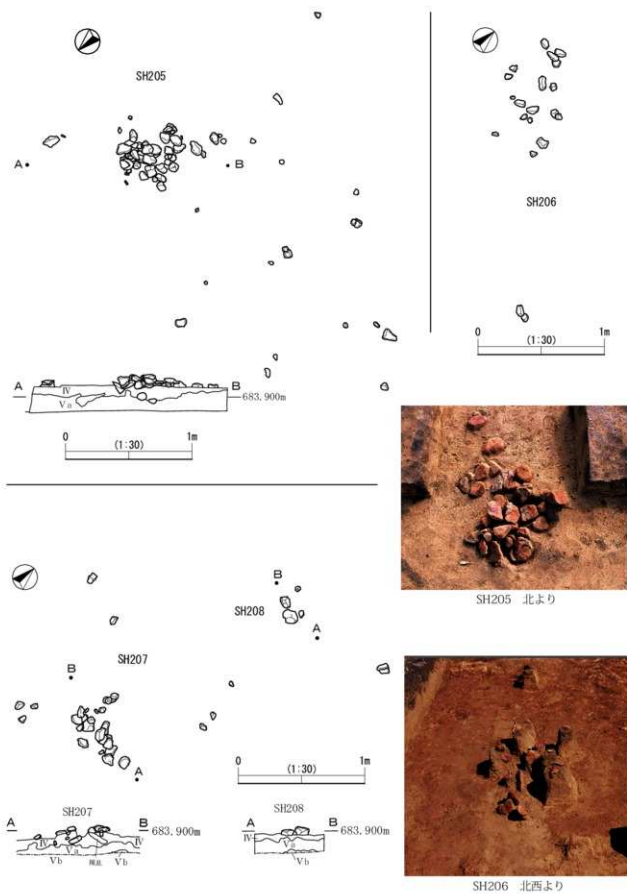 SH205
A
B
A
B
683.900m
Ⅳ
Ⅴa
0
(1:30)
1m
SH206
0
(1:30)
1m
SH205 北より
B
SH208
A
SH207
B
A
0
(1:30)
1m
SH207
A
B
683.900m
Ⅳ
Ⅳ
Ⅴa
Ⅴb
Ⅴb
SH208
A
B
683.900m
Ⅳ
Ⅴa
Ⅴb
SH206 北西より